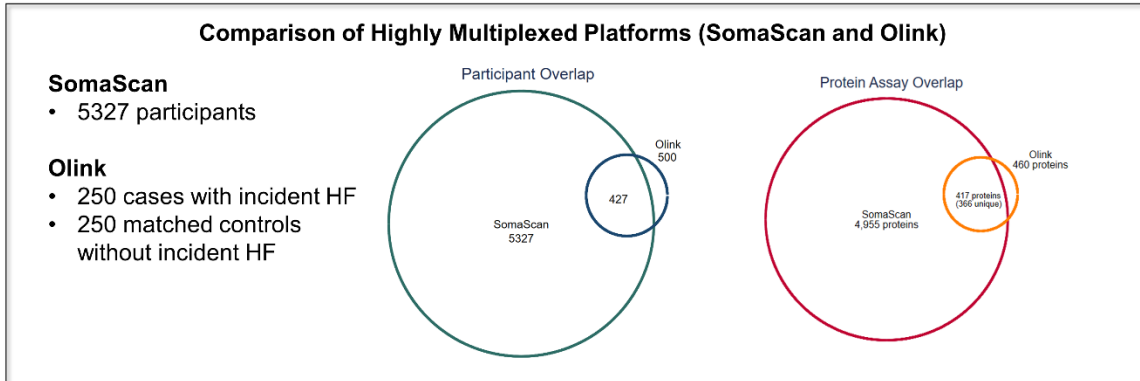 Comparison of Highly Multiplexed Platforms (SomaScan and Olink)
SomaScan
• 5327 participants
Olink
• 250 cases with incident HF
• 250 matched controls
without incident HF
Participant Overlap
Olink
500
427
SomaScan
5327
Protein Assay Overlap
Olink
460 proteins
417 proteins
(366 unique)
SomaScan
4,955 proteins